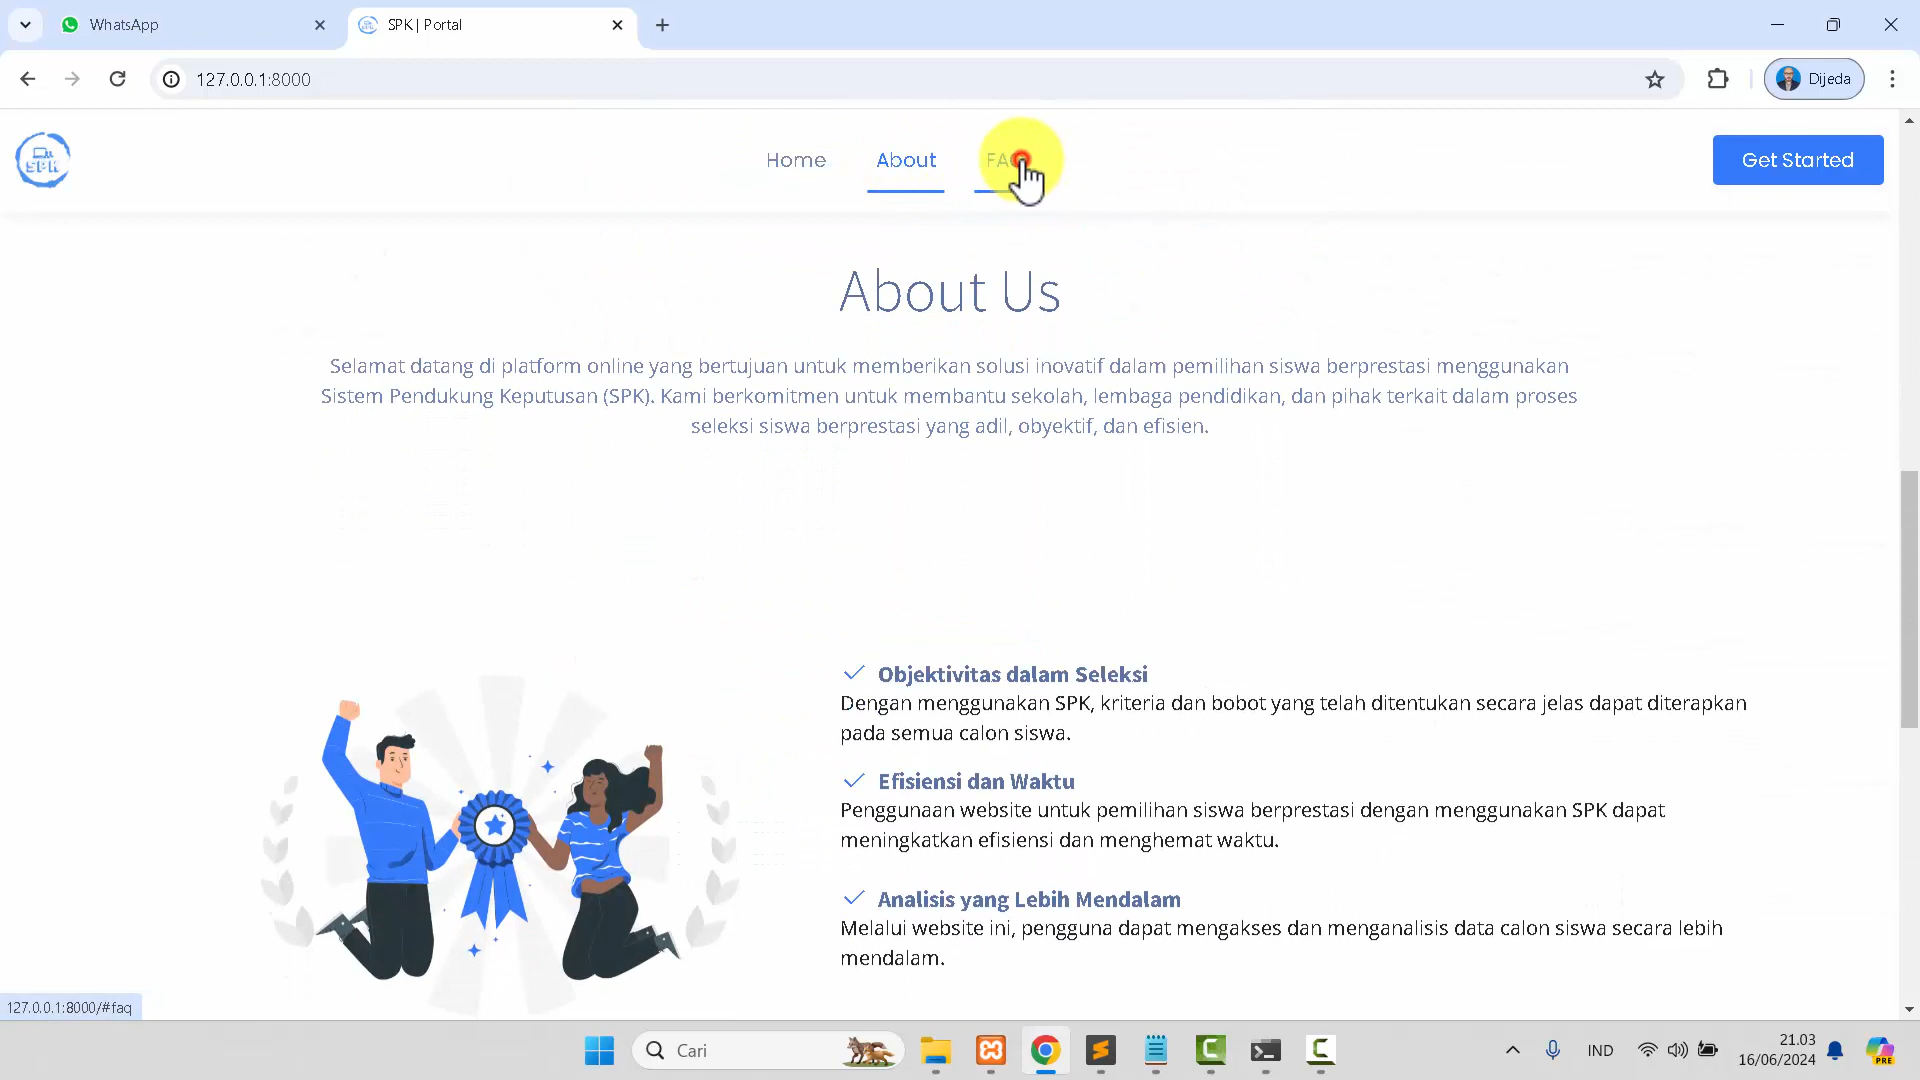 WhatsApp
SPK | Portal
127.0.0.1:8000
Dijeda
SPK
Home
About
Get Started
About Us
Selamat datang di platform online yang bertujuan untuk memberikan solusi inovatif dalam pemilihan siswa berprestasi menggunakan
Sistem Pendukung Keputusan (SPK). Kami berkomitmen untuk membantu sekolah, lembaga pendidikan, dan pihak terkait dalam proses
seleksi siswa berprestasi yang adil, obyektif, dan efisien.
Objektivitas dalam Seleksi
Dengan menggunakan SPK, kriteria dan bobot yang telah ditentukan secara jelas dapat diterapkan
pada semua calon siswa.
Efisiensi dan Waktu
Penggunaan website untuk pemilihan siswa berprestasi dengan menggunakan SPK dapat
meningkatkan efisiensi dan menghemat waktu.
Analisis yang Lebih Mendalam
Melalui website ini, pengguna dapat mengakses dan menganalisis data calon siswa secara lebih
mendalam.
127.0.0.1:8000/#faq
Cari
IND
21.03
16/06/2024
PRE